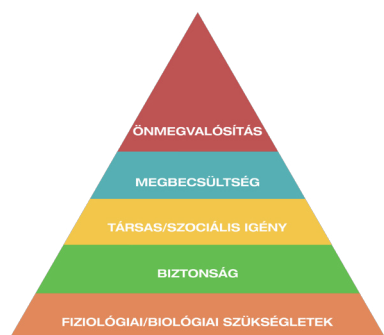 ÖNMEGVALÓSÍTÁS
MEGBECSÜLTSÉG
TÁRSAS/SZOCIÁLIS IGÉNY
BIZTONSÁG
FIZIOLÓGIAI/BIOLÓGIAI SZÜKSÉGLETEK